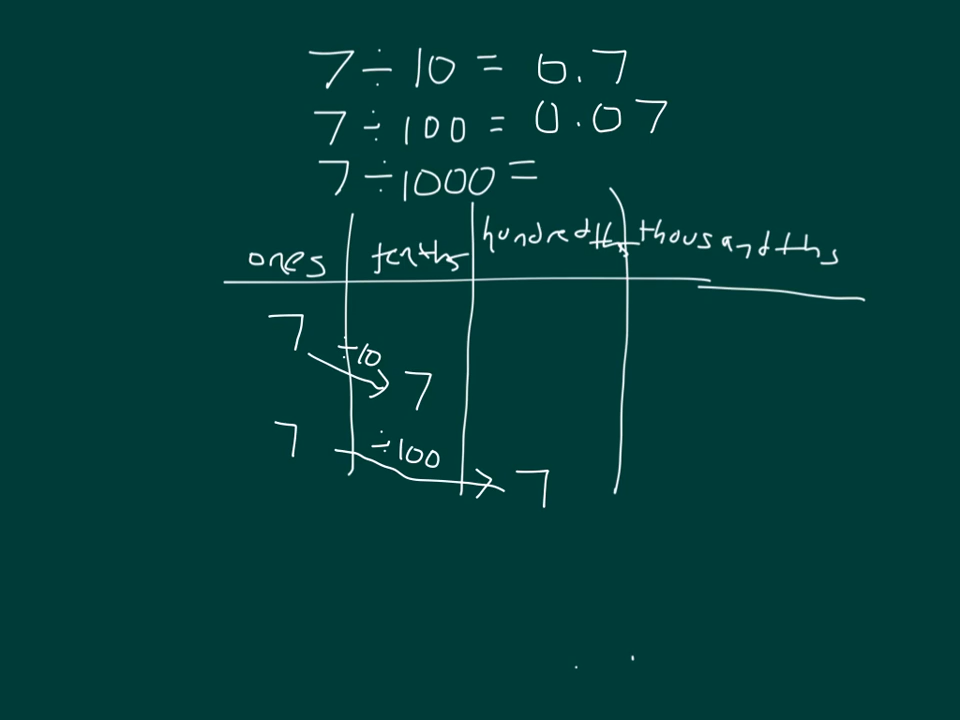 7 ÷ 10 = 0.7
7 ÷ 100 = 0.07
7 ÷ 1000 =
ones tenths hundredths thousandths
7 ÷10 7
7 ÷100 7